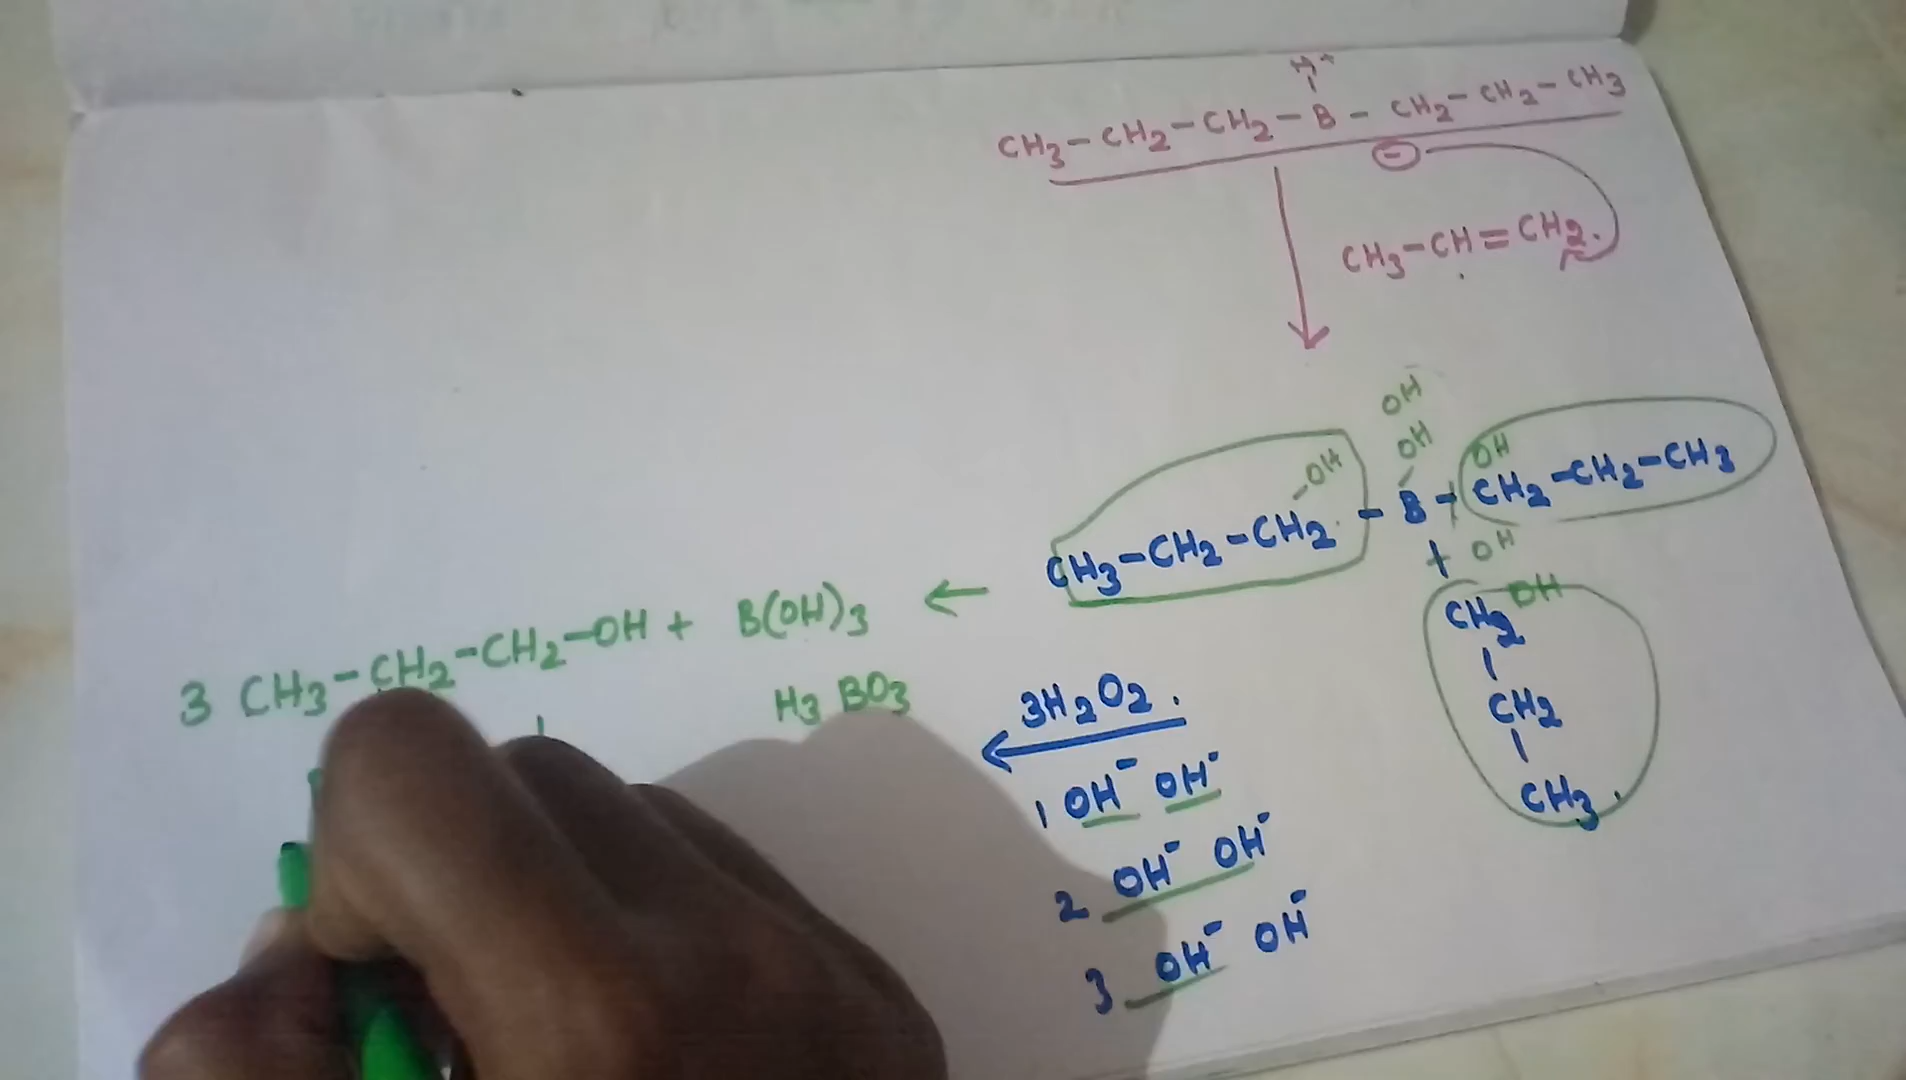 H+
CH3-CH2-CH2-B-CH2-CH2-CH3
-
CH3-CH=CH2.
OH
OH
OH
OH
CH3-CH2-CH2-B-CH2-CH2-CH3
OH
OH
CH2
CH2
CH3.
3 CH3-CH2-CH2-OH + B(OH)3 ←
H3 BO3
3H2O2.
1 OH- OH-
2 OH- OH-
3 OH- OH-